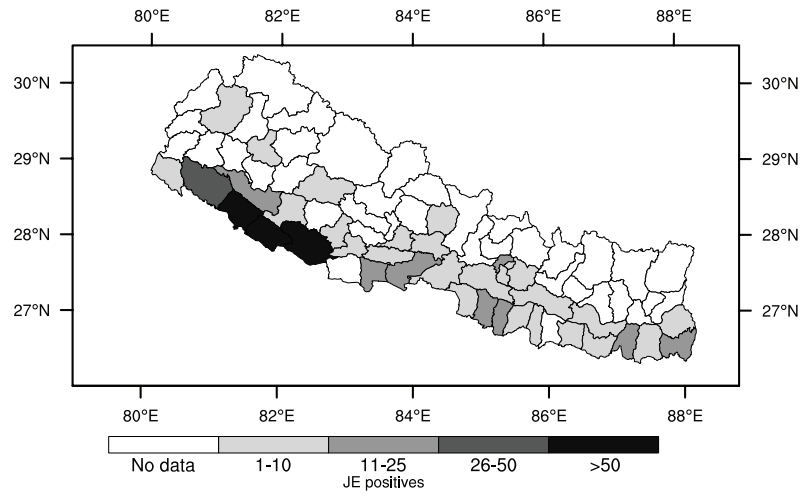 80°E 82°E 84°E 86°E 88°E
30°N 30°N
29°N 29°N
28°N 28°N
27°N 27°N
80°E 82°E 84°E 86°E 88°E
No data 1-10 11-25 26-50 >50
JE positives